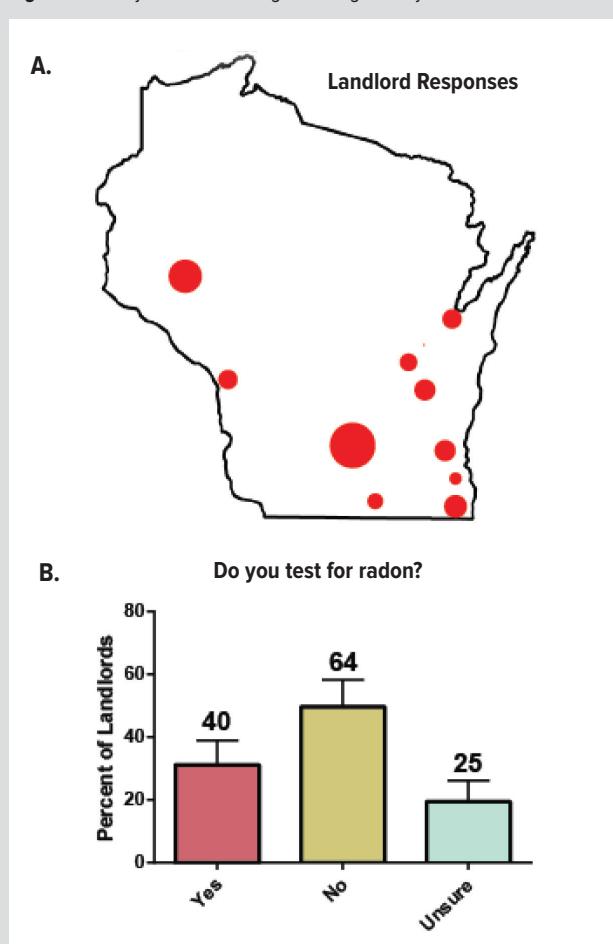 A.
Landlord Responses
B.
Do you test for radon?
Percent of Landlords
80
60
40
20
0
40
64
25
Yes
No
Unsure